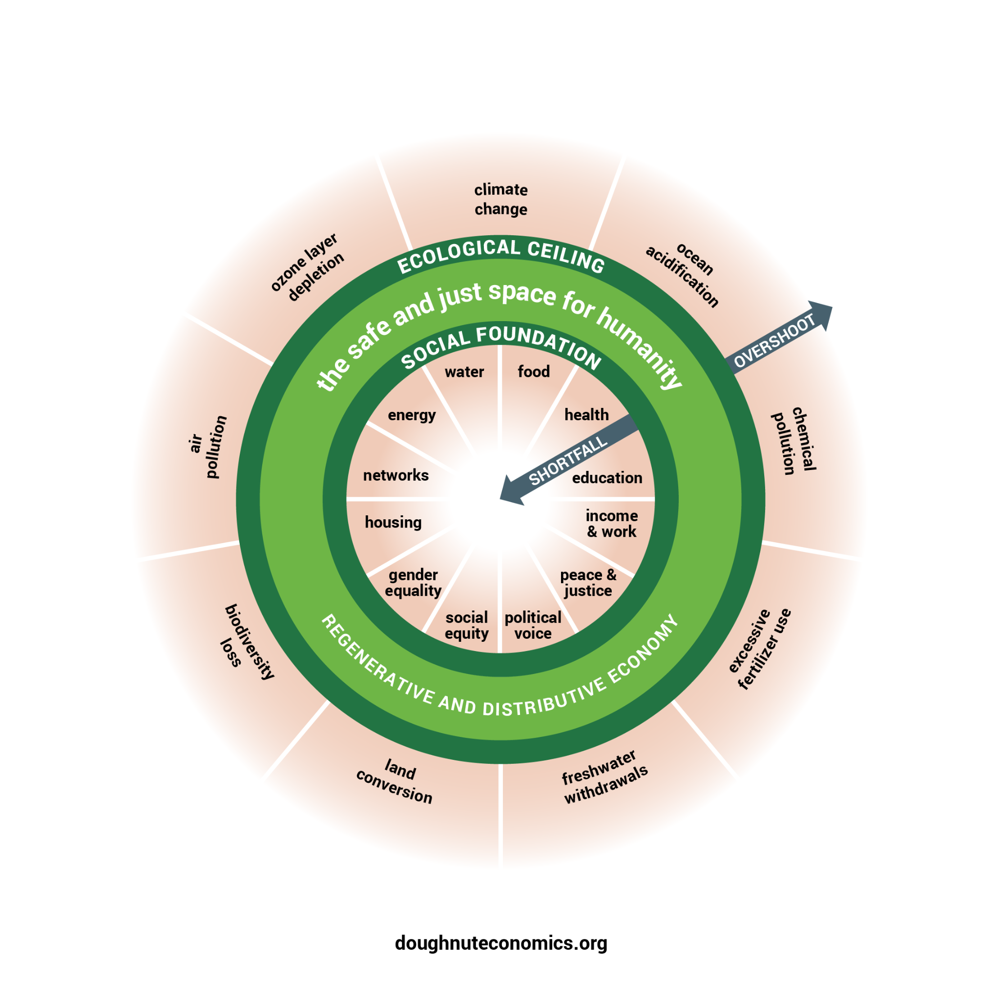 climate
change
ocean
acidification
chemical
pollution
excessive
fertilizer use
freshwater
withdrawals
land
conversion
biodiversity
loss
air
pollution
ozone layer
depletion
OVERSHOOT
ECOLOGICAL CEILING
the safe and just space for humanity
SOCIAL FOUNDATION
water
food
health
SHORTFALL
education
income
& work
peace &
justice
political
voice
social
equity
gender
equality
housing
networks
energy
REGENERATIVE AND DISTRIBUTIVE ECONOMY
doughnuteconomics.org